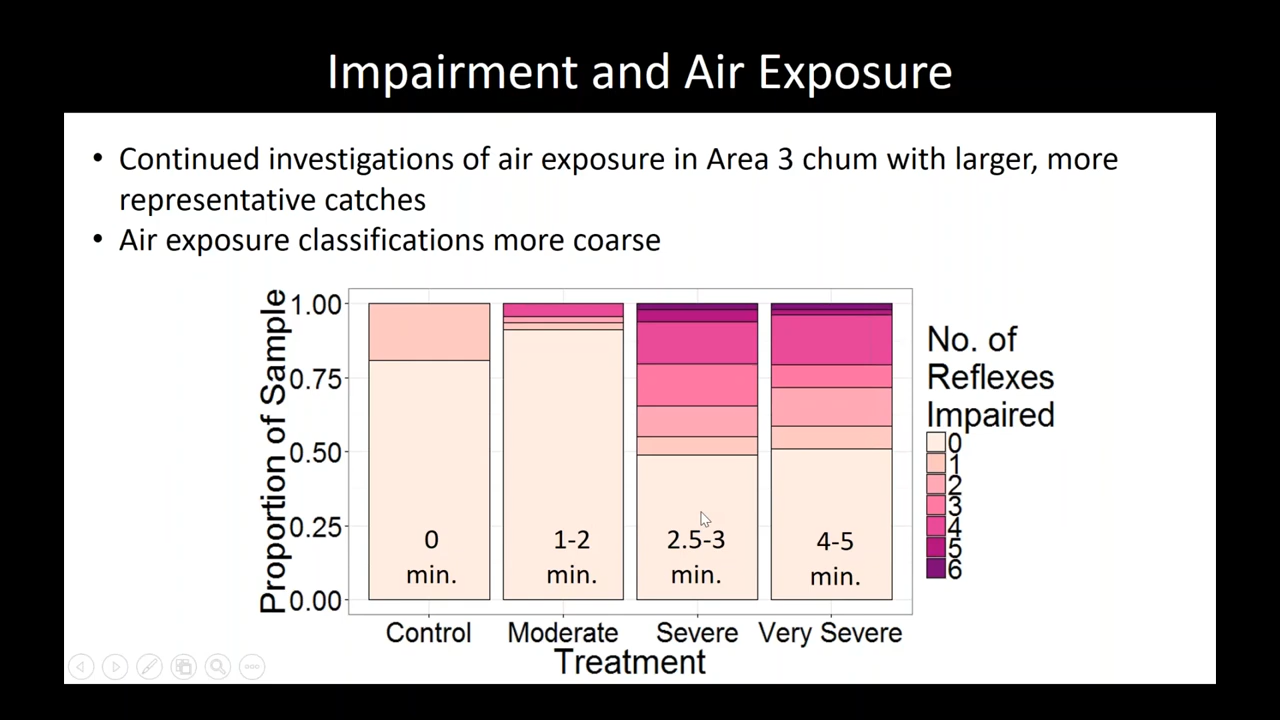 Impairment and Air Exposure
• Continued investigations of air exposure in Area 3 chum with larger, more
representative catches
• Air exposure classifications more coarse
Proportion of Sample
1.00
0.75
0.50
0.25
0.00
0
min.
1-2
min.
2.5-3
min.
4-5
min.
Control
Moderate
Severe
Very Severe
Treatment
No. of
Reflexes
Impaired
0
1
2
3
4
5
6